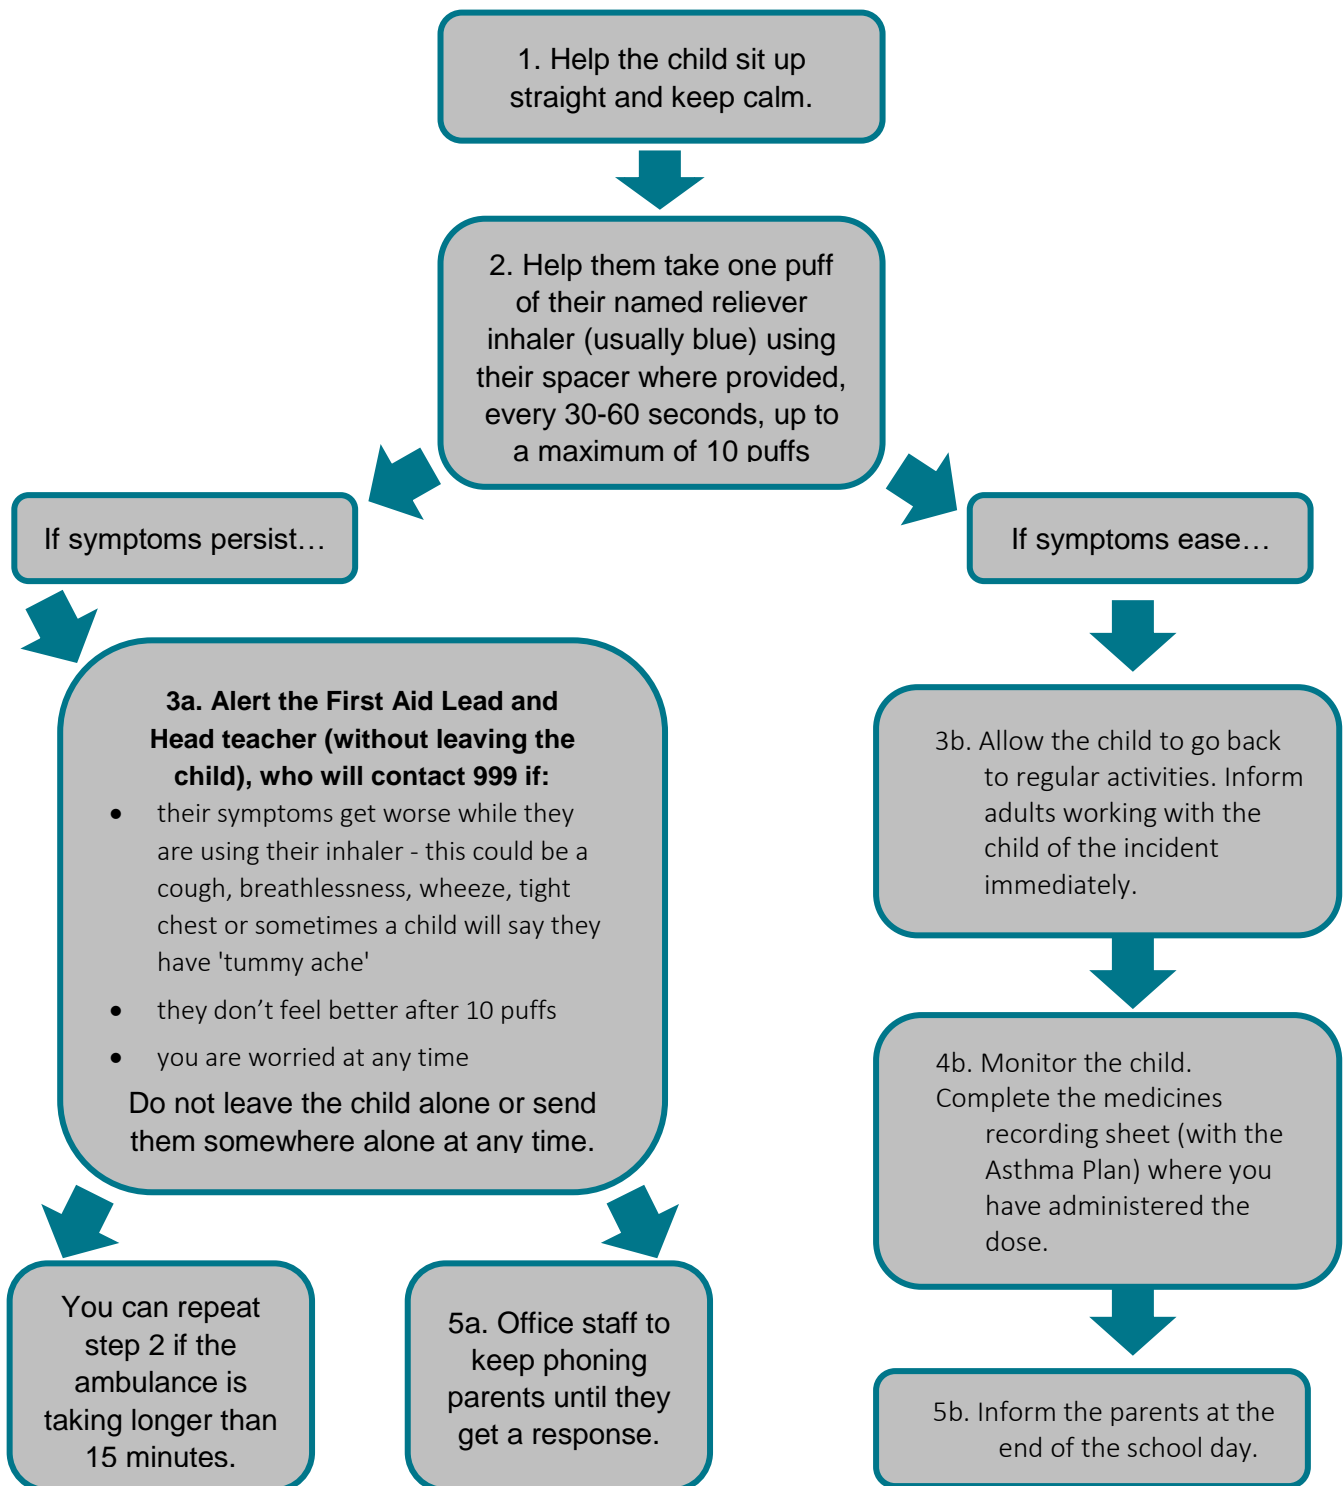 1. Help the child sit up
straight and keep calm.
2. Help them take one puff
of their named reliever
inhaler (usually blue) using
their spacer where provided,
every 30-60 seconds, up to
a maximum of 10 puffs
If symptoms persist…
If symptoms ease…
3a. Alert the First Aid Lead and
Head teacher (without leaving the
child), who will contact 999 if:
• their symptoms get worse while they
are using their inhaler - this could be a
cough, breathlessness, wheeze, tight
chest or sometimes a child will say they
have 'tummy ache'
• they don’t feel better after 10 puffs
• you are worried at any time
Do not leave the child alone or send
them somewhere alone at any time.
3b. Allow the child to go back
to regular activities. Inform
adults working with the
child of the incident
immediately.
4b. Monitor the child.
Complete the medicines
recording sheet (with the
Asthma Plan) where you
have administered the
dose.
You can repeat
step 2 if the
ambulance is
taking longer than
15 minutes.
5a. Office staff to
keep phoning
parents until they
get a response.
5b. Inform the parents at the
end of the school day.